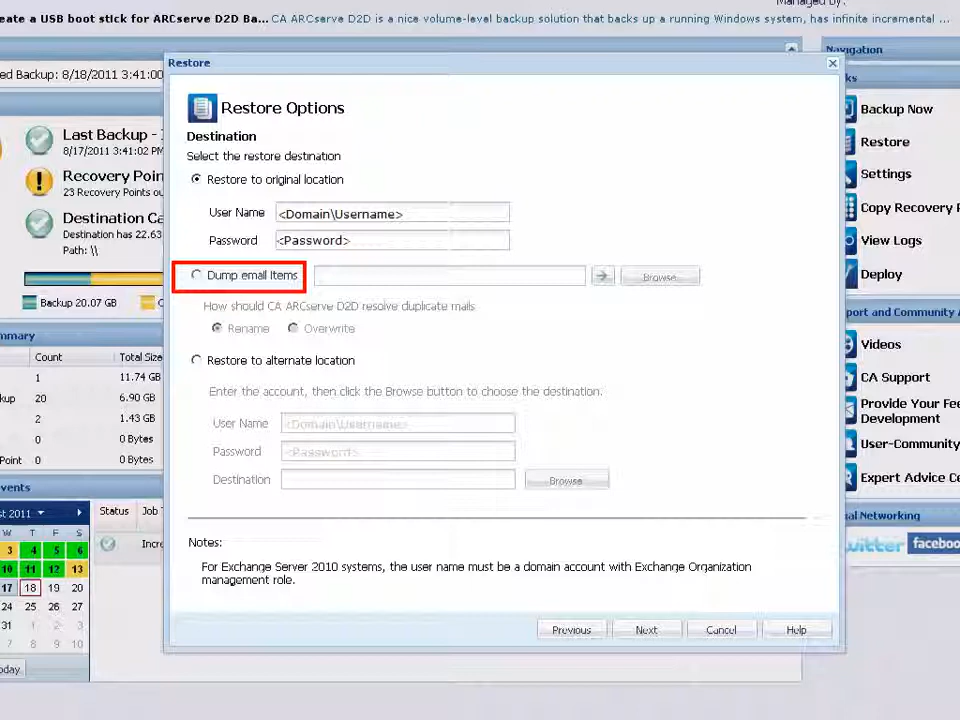 Managed by:
eate a USB boot stick for ARCserve D2D Ba... CA ARCserve D2D is a nice volume-level backup solution that backs up a running Windows system, has infinite incremental ...
Navigation
ed Backup: 8/18/2011 3:41:00
Last Backup -
8/17/2011 3:41:02 PM
Recovery Poin
23 Recovery Points ou
Destination Ca
Destination has 22.63
Path: \\
Backup 20.07 GB
ummary
Count Total Size
1 11.74 GB
kup 20 6.90 GB
2 1.43 GB
0 0 Bytes
Point 0 0 Bytes
vents
st 2011
W T F S
3 4 5 6
10 11 12 13
17 18 19 20
24 25 26 27
31 1 2 3
7 8 9 10
oday
Status Job T
Incre
Restore
Restore Options
Destination
Select the restore destination
Restore to original location
User Name <Domain\Username>
Password <Password>
Dump email Items Browse
How should CA ARCserve D2D resolve duplicate mails
Rename Overwrite
Restore to alternate location
Enter the account, then click the Browse button to choose the destination.
User Name <Domain\Username>
Password <Password>
Destination Browse
Notes:
For Exchange Server 2010 systems, the user name must be a domain account with Exchange Organization
management role.
Previous Next Cancel Help
ks
Backup Now
Restore
Settings
Copy Recovery P
View Logs
Deploy
port and Community A
Videos
CA Support
Provide Your Fee
Development
User-Community
Expert Advice Ce
al Networking
twitter faceboo